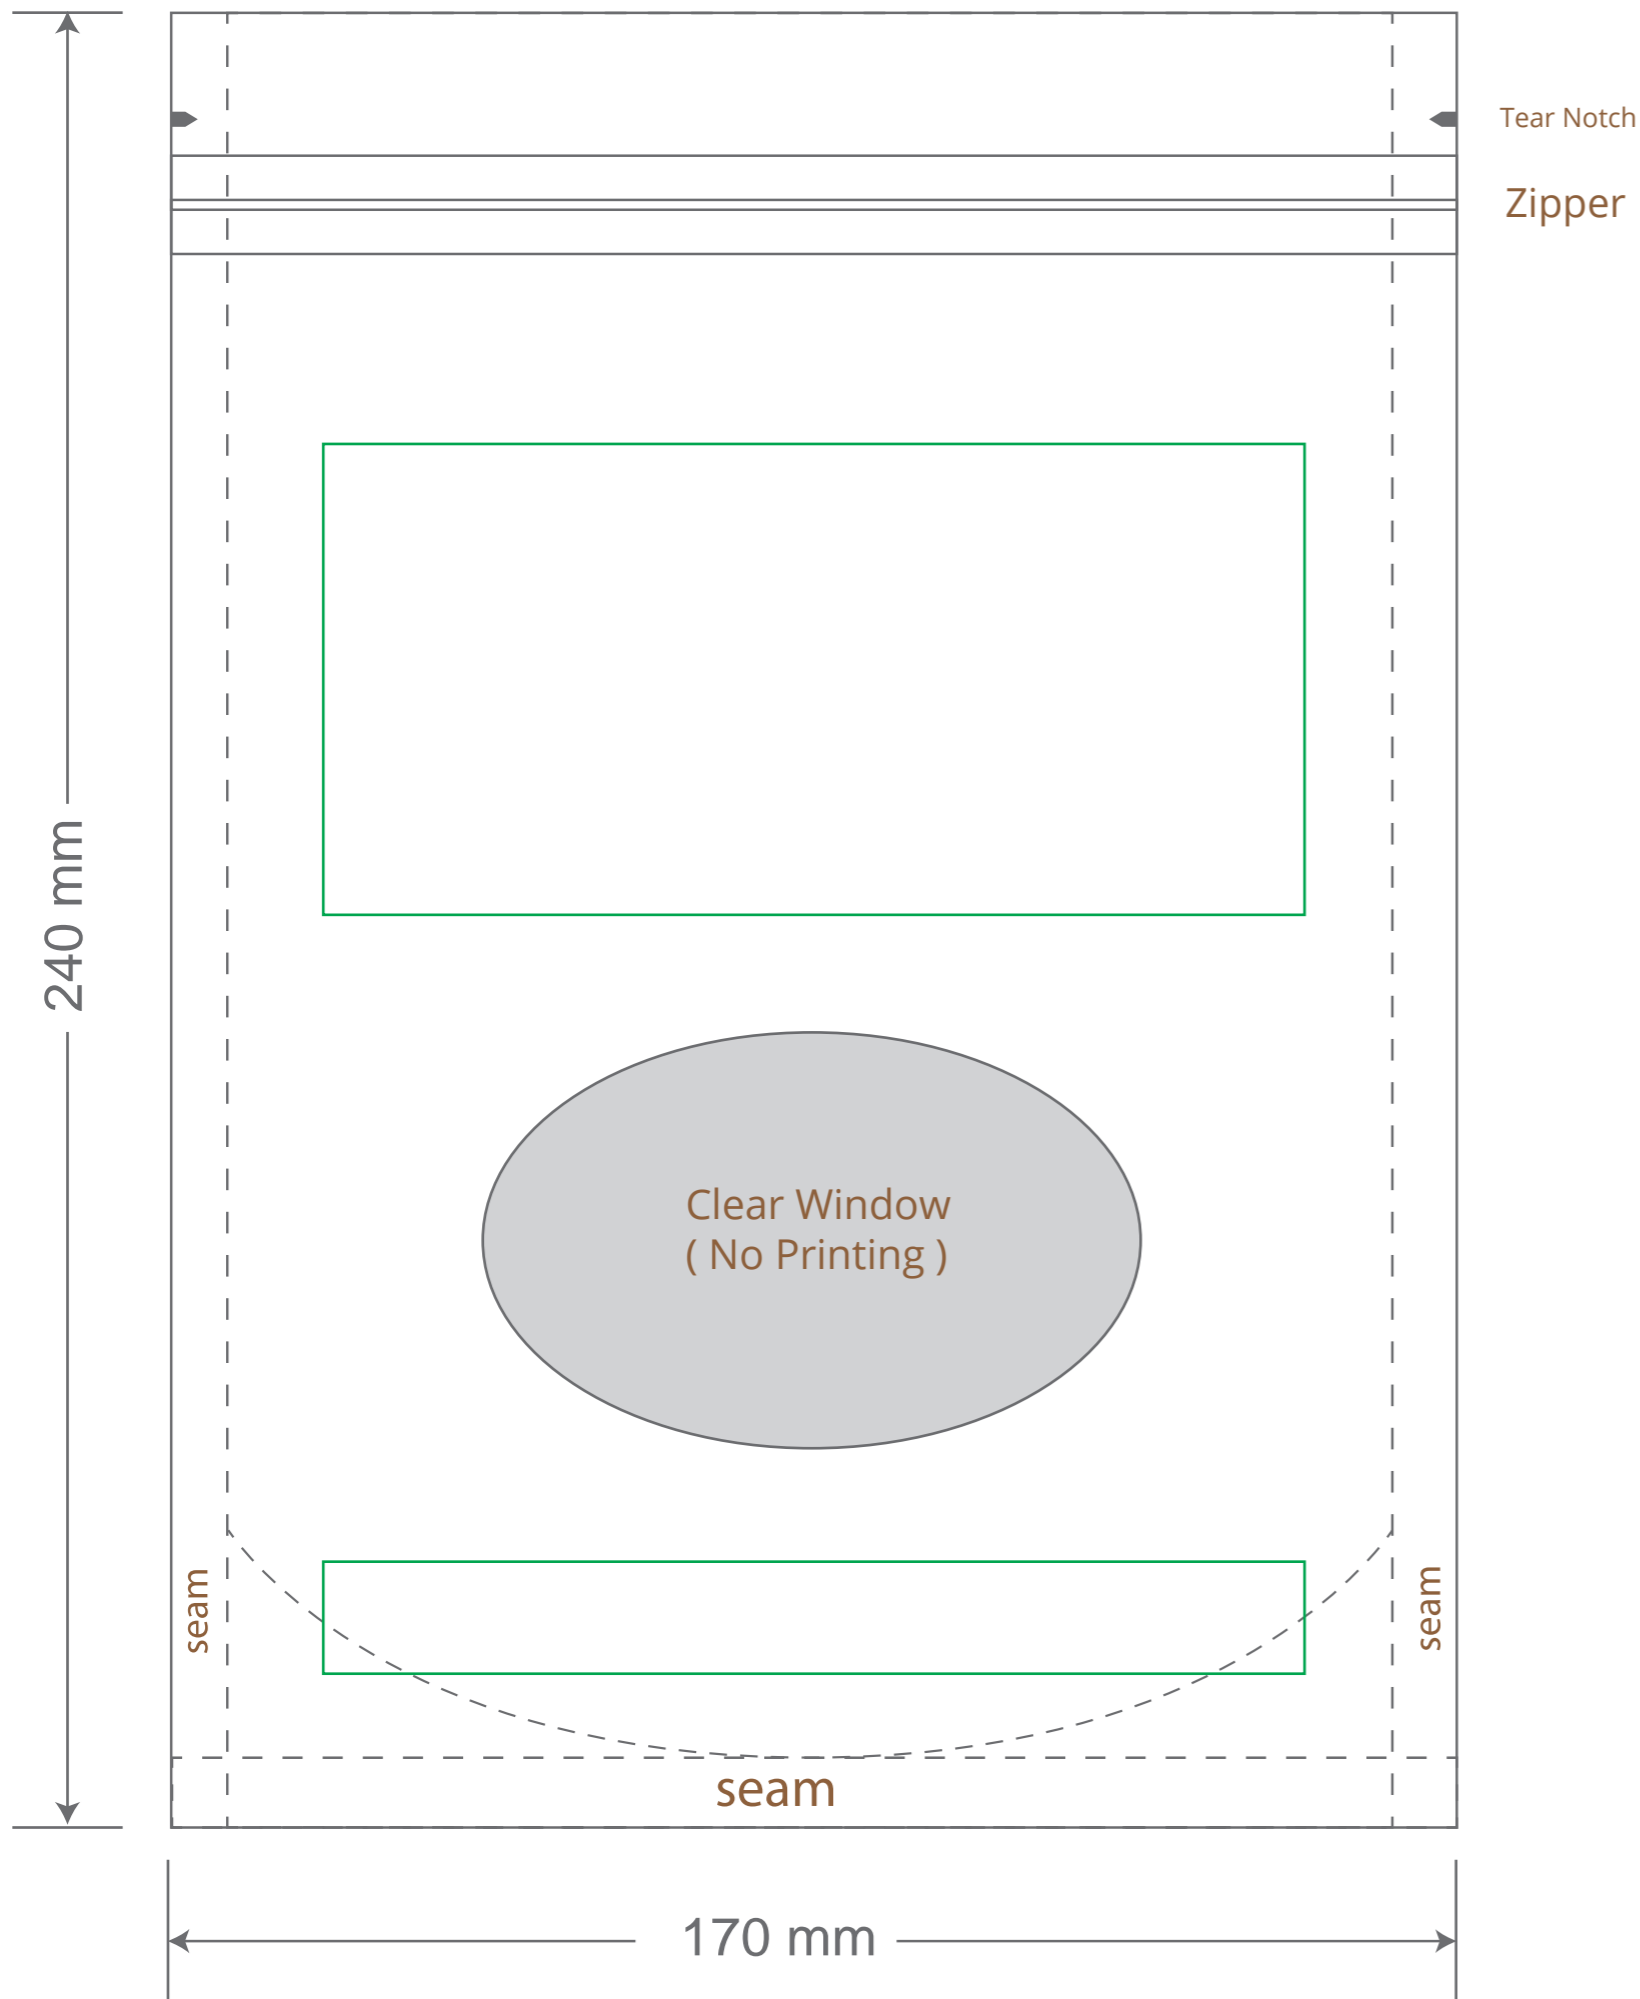 Tear Notch
Zipper
240 mm
Clear Window
( No Printing )
seam
seam
seam
170 mm